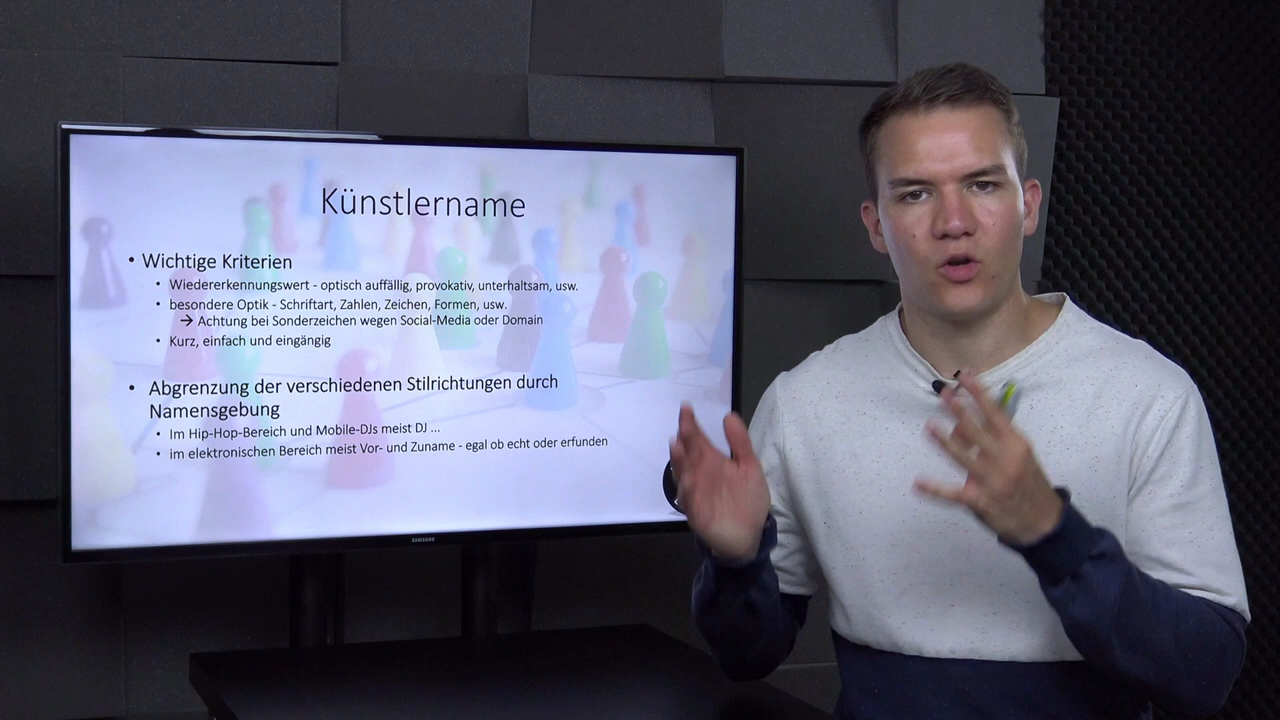 Künstlername
• Wichtige Kriterien
• Wiedererkennungswert - optisch auffällig, provokativ, unterhaltsam, usw.
• besondere Optik - Schriftart, Zahlen, Zeichen, Formen, usw.
→ Achtung bei Sonderzeichen wegen Social-Media oder Domain
• Kurz, einfach und eingängig
• Abgrenzung der verschiedenen Stilrichtungen durch
Namensgebung
• Im Hip-Hop-Bereich und Mobile-DJs meist DJ ...
• im elektronischen Bereich meist Vor- und Zuname - egal ob echt oder erfunden
SAMSUNG